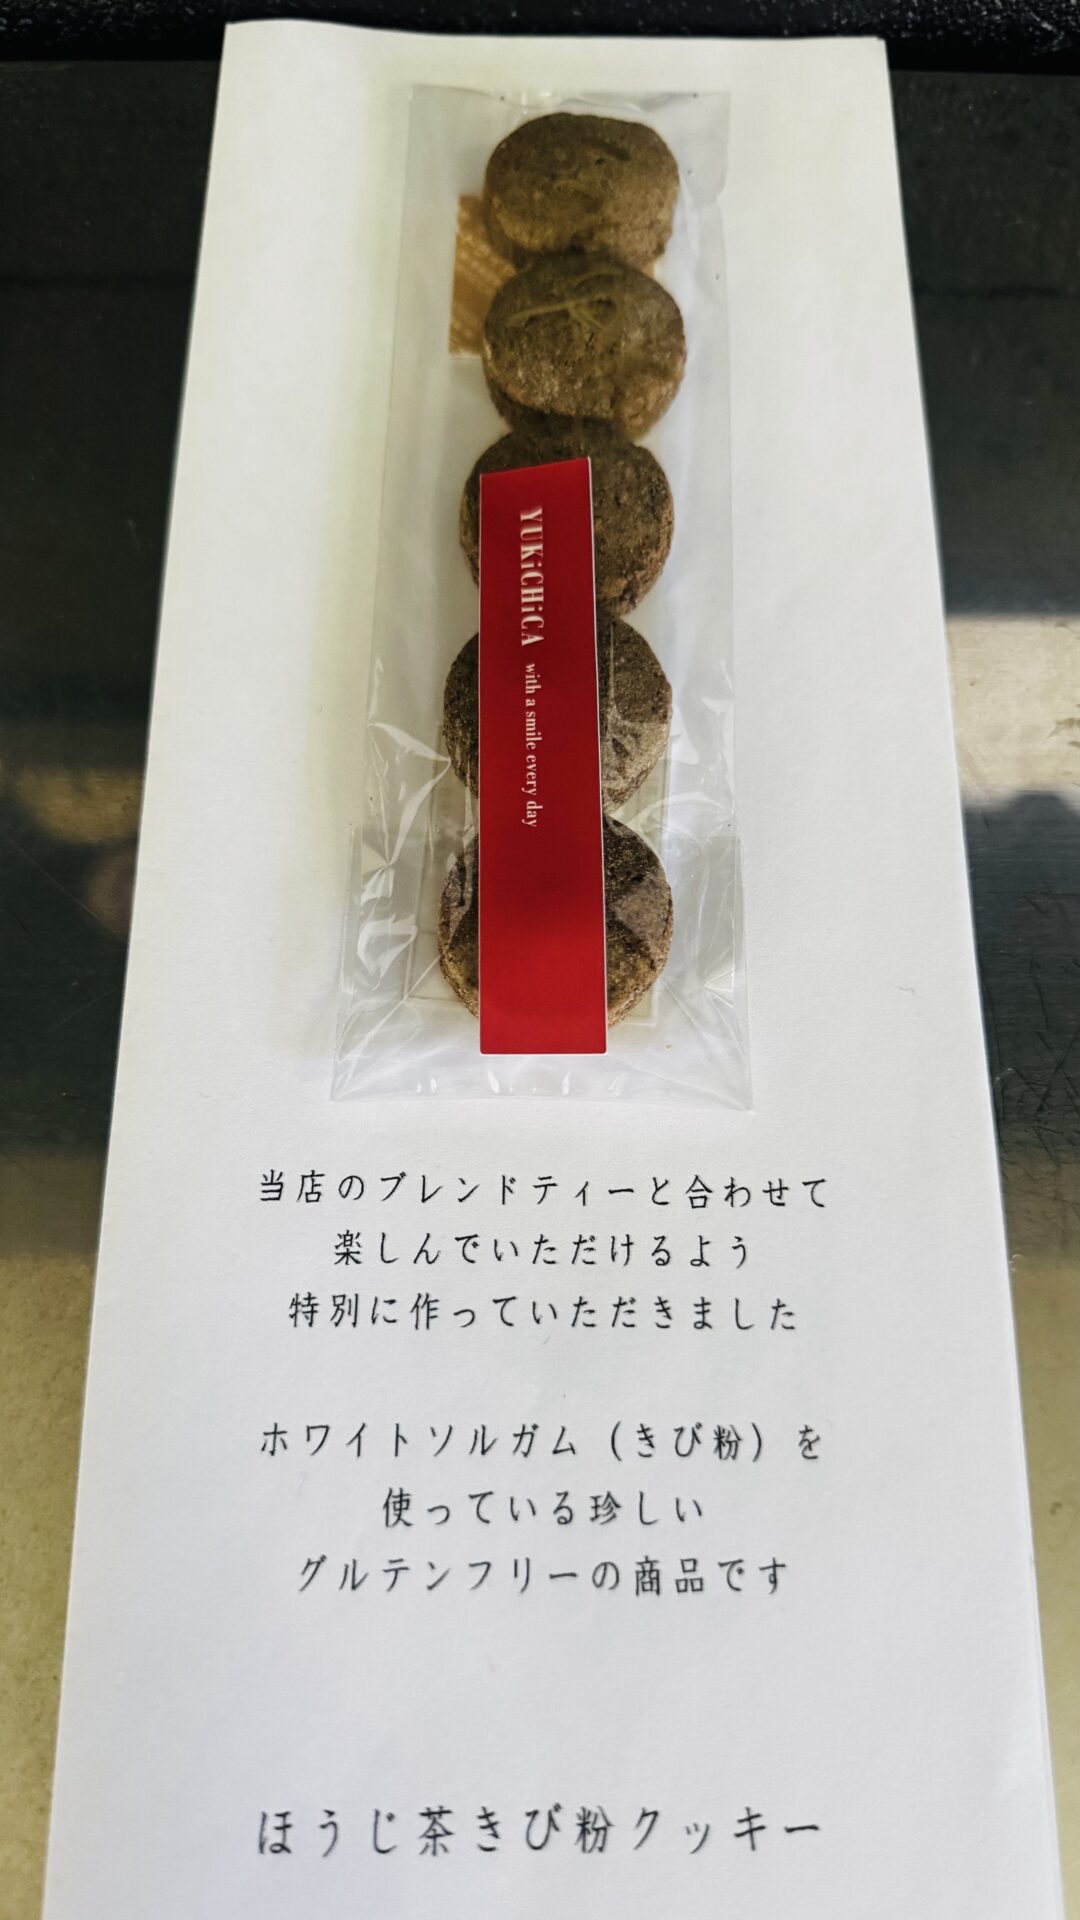 YUKiCHiCA with a smile every day
当店のブレンドティーと合わせて
楽しんでいただけるよう
特別に作っていただきました
ホワイトソルガム（きび粉）を
使っている珍しい
グルテンフリーの商品です
ほうじ茶きび粉クッキー